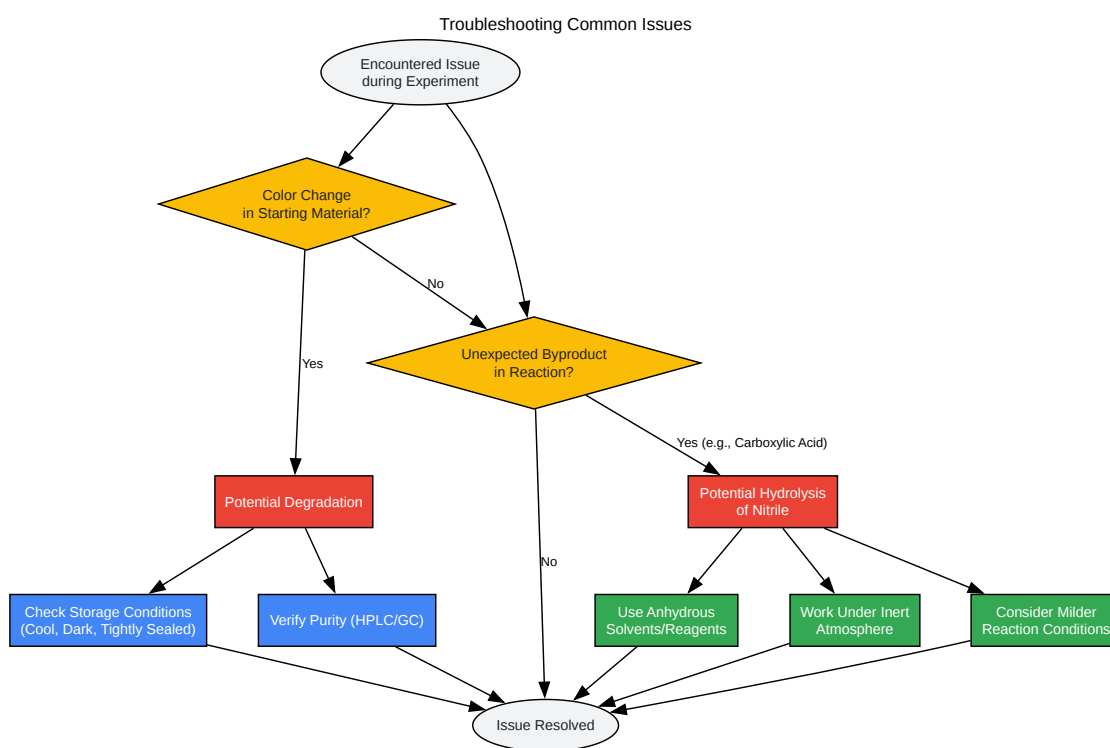 Troubleshooting Common Issues
Encountered Issue
during Experiment
Color Change
in Starting Material?
No
Unexpected Byproduct
in Reaction?
Yes
Yes (e.g., Carboxylic Acid)
Potential Degradation
Potential Hydrolysis
of Nitrile
No
Check Storage Conditions
(Cool, Dark, Tightly Sealed)
Verify Purity (HPLC/GC)
Use Anhydrous
Solvents/Reagents
Work Under Inert
Atmosphere
Consider Milder
Reaction Conditions
Issue Resolved